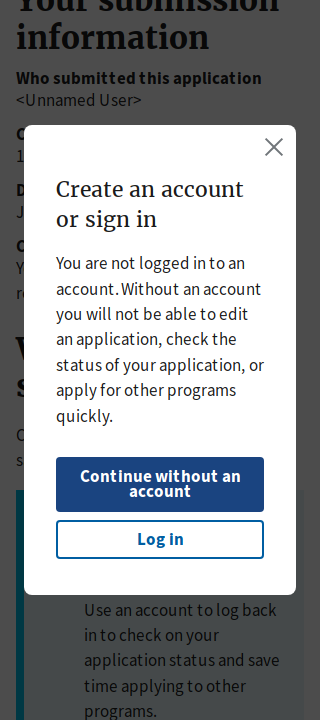 Your submission
information
Who submitted this application
<Unnamed User>
Create an account
or sign in
You are not logged in to an
account. Without an account
you will not be able to edit
an application, check the
status of your application, or
apply for other programs
quickly.
Continue without an
account
Log in
Use an account to log back
in to check on your
application status and save
time applying to other
programs.